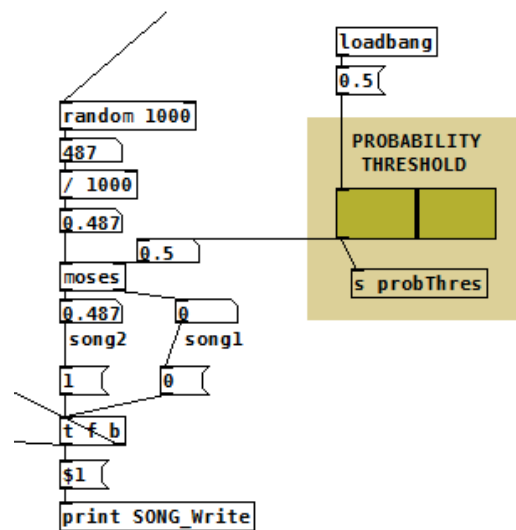 loadbang
0.5
random 1000
487
/ 1000
0.487
PROBABILITY
THRESHOLD
0.5
moses
s probThres
0.487
0
song2
song1
1
0
t f b
$1
print SONG_Write